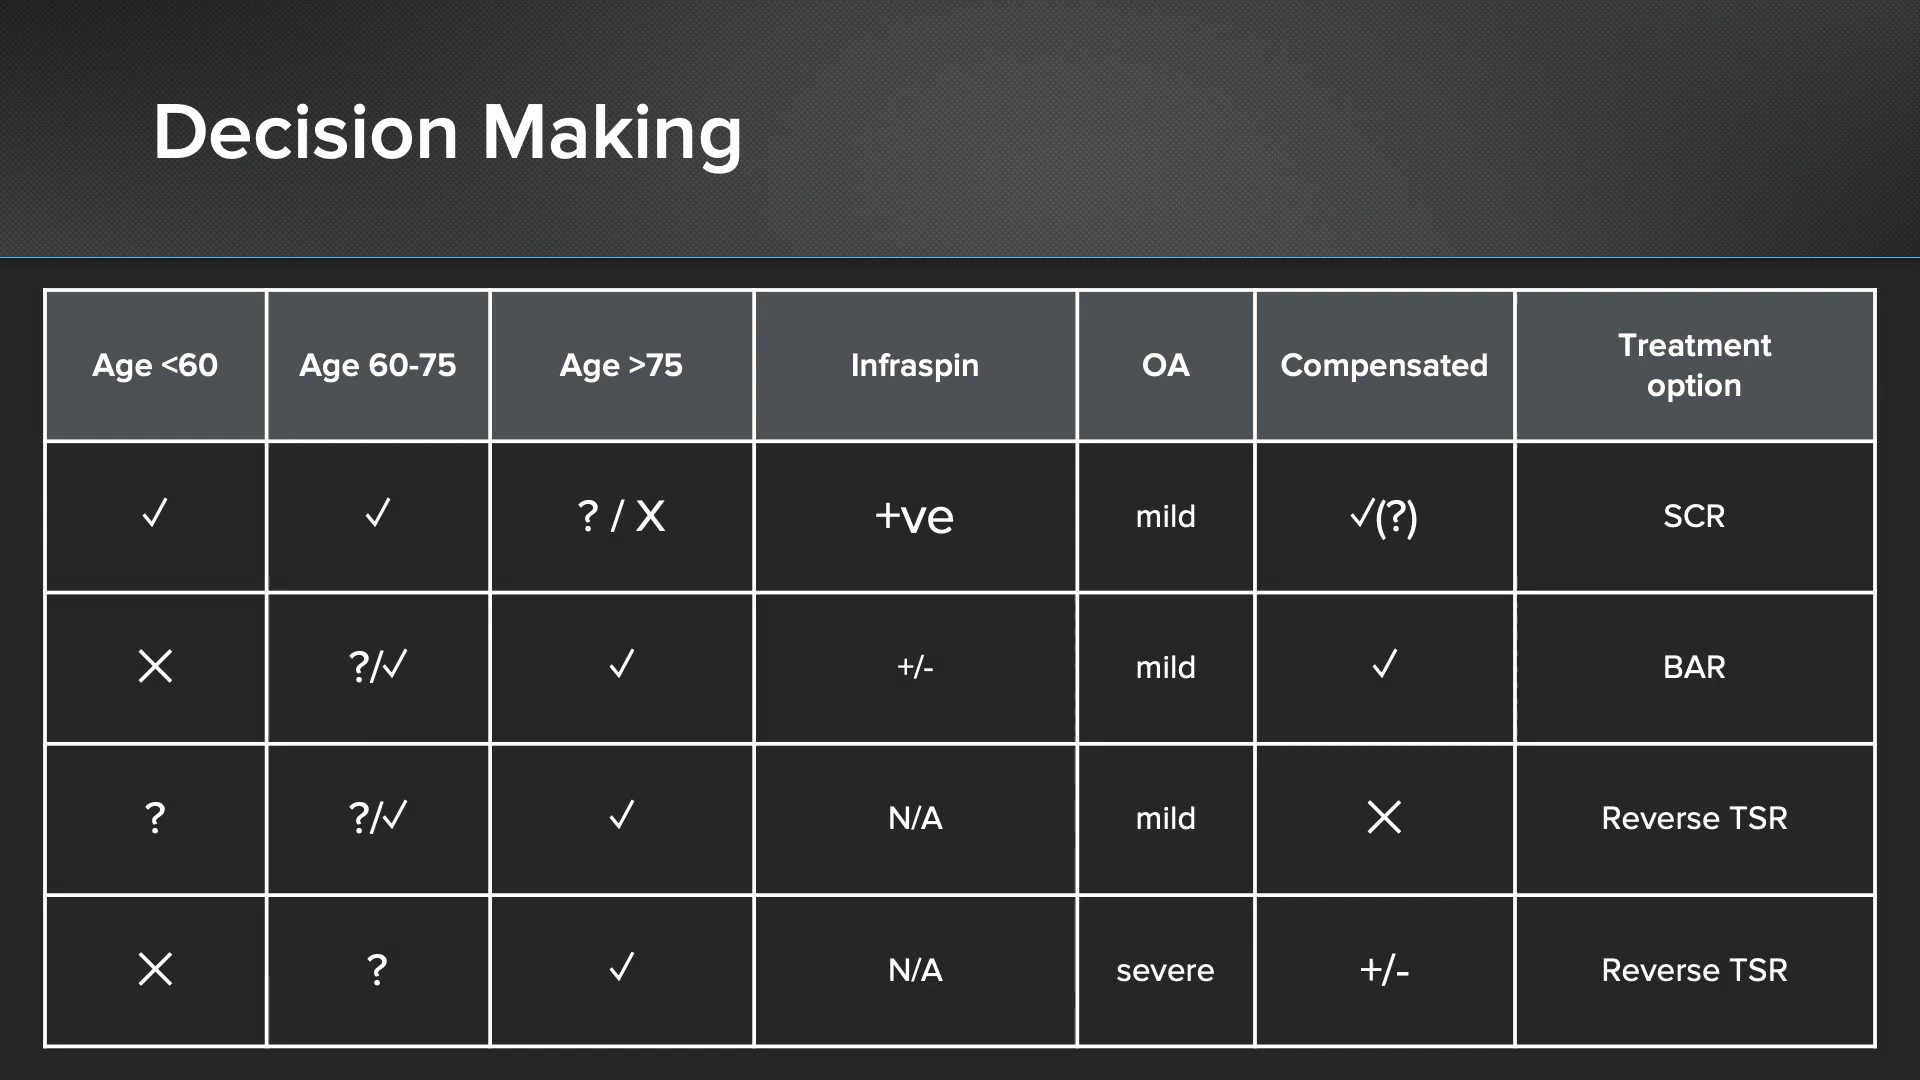 Decision Making
Age <60 Age 60-75 Age >75 Infraspin OA Compensated Treatment option
✓ ✓ ? / X +ve mild ✓(?) SCR
✕ ?/✓ ✓ +/- mild ✓ BAR
? ?/✓ ✓ N/A mild ✕ Reverse TSR
✕ ? ✓ N/A severe +/- Reverse TSR